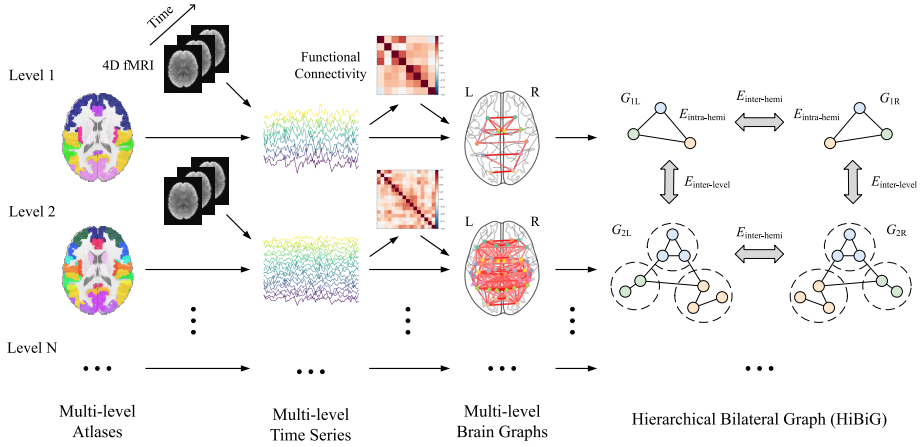 Time
4D fMRI
Functional
Connectivity
Level 1
L R
G1L
Eintra-hemi
Einter-hemi
Eintra-hemi
G1R
Einter-level
Einter-level
Level 2
L R
G2L
Einter-hemi
G2R
Level N
Multi-level
Atlases
Multi-level
Time Series
Multi-level
Brain Graphs
Hierarchical Bilateral Graph (HiBiG)